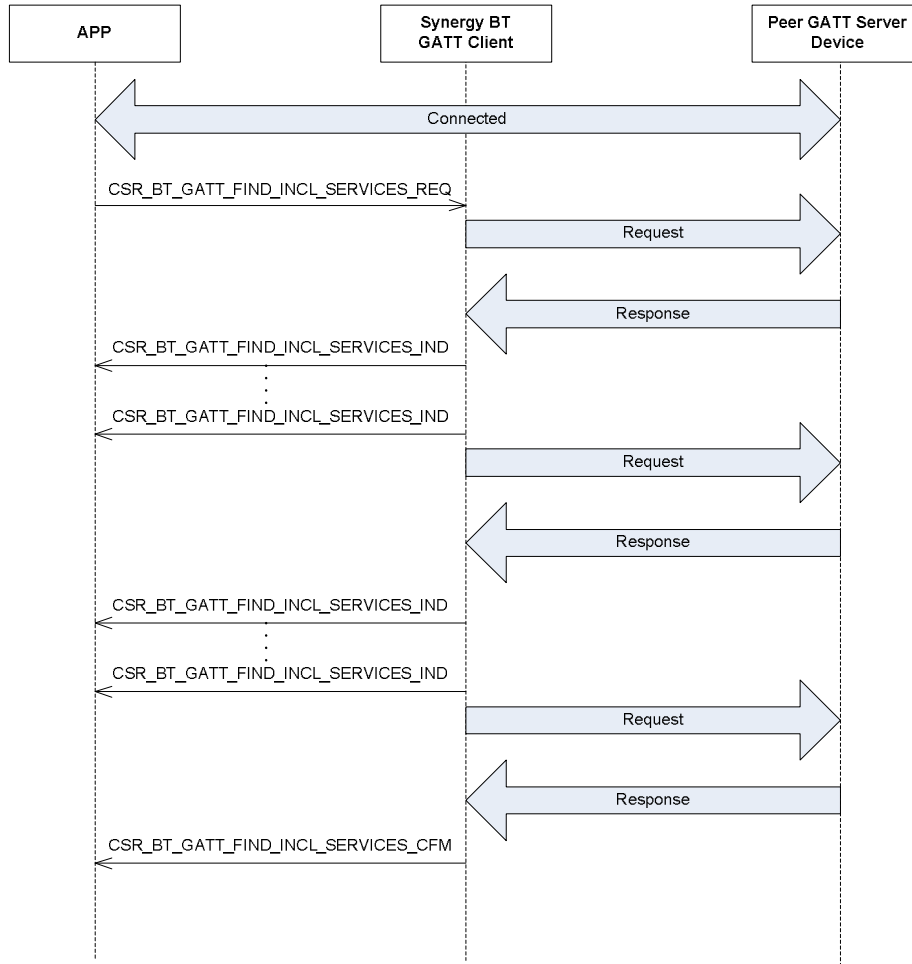 APP
Synergy BT
GATT Client
Peer GATT Server
Device
Connected
CSR_BT_GATT_FIND_INCL_SERVICES_REQ
Request
Response
CSR_BT_GATT_FIND_INCL_SERVICES_IND
CSR_BT_GATT_FIND_INCL_SERVICES_IND
Request
Response
CSR_BT_GATT_FIND_INCL_SERVICES_IND
CSR_BT_GATT_FIND_INCL_SERVICES_IND
Request
Response
CSR_BT_GATT_FIND_INCL_SERVICES_CFM